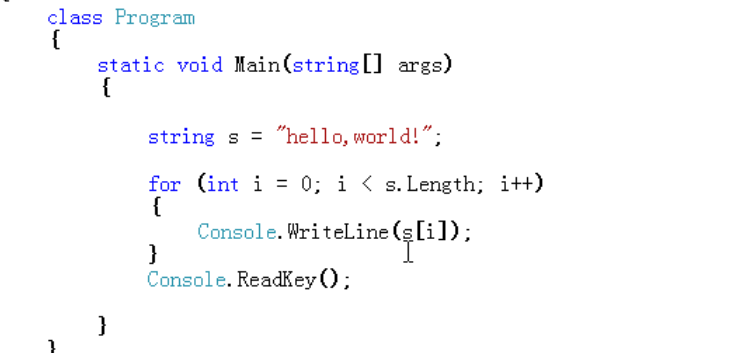 class Program
{
static void Main(string[] args)
{
string s = "hello,world!";
for (int i = 0; i < s.Length; i++)
{
Console.WriteLine(s[i]);
}
Console.ReadKey();
}
}